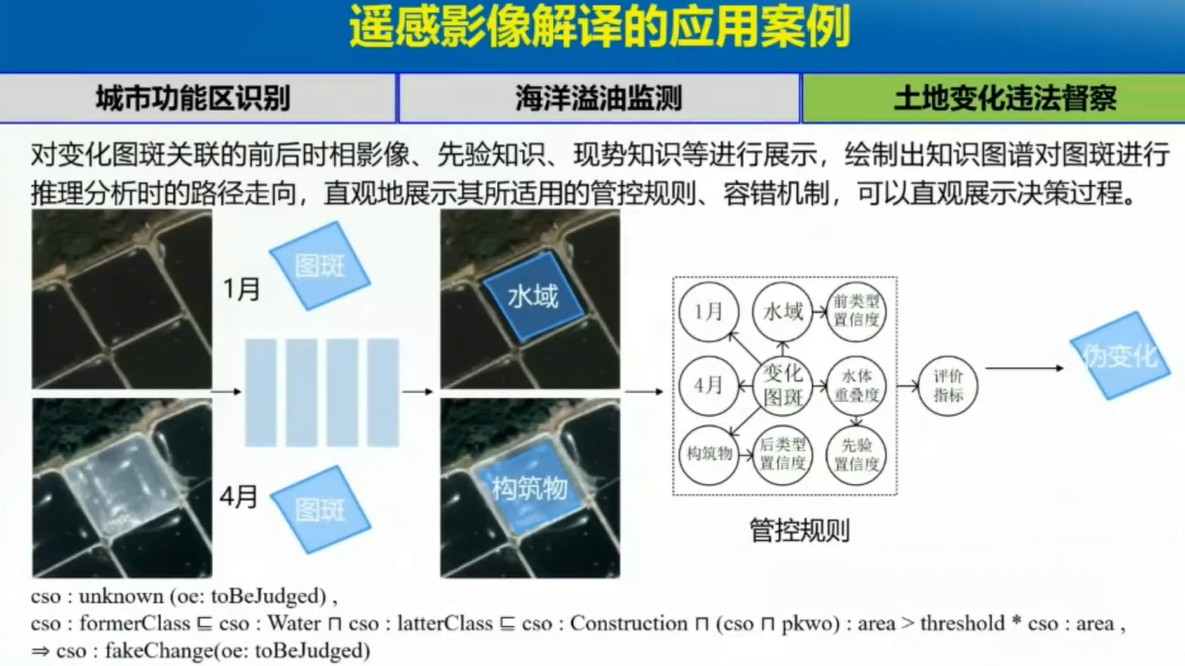 遥感影像解译的应用案例
城市功能区识别
海洋溢油监测
土地变化违法督察
对变化图斑关联的前后时相影像、先验知识、现势知识等进行展示，绘制出知识图谱对图斑进行
推理分析时的路径走向，直观地展示其所适用的管控规则、容错机制，可以直观展示决策过程。
1月
图斑
水域
4月
图斑
构筑物
1月
水域
前类型
置信度
4月
变化
图斑
水体
重叠度
评价
指标
构筑物
后类型
置信度
先验
置信度
管控规则
伪变化
cso : unknown (oe: toBeJudged) ,
cso : formerClass ⊑ cso : Water ⊓ cso : latterClass ⊑ cso : Construction ⊓ (cso ⊓ pkwo) : area > threshold * cso : area ,
⇒ cso : fakeChange(oe: toBeJudged)